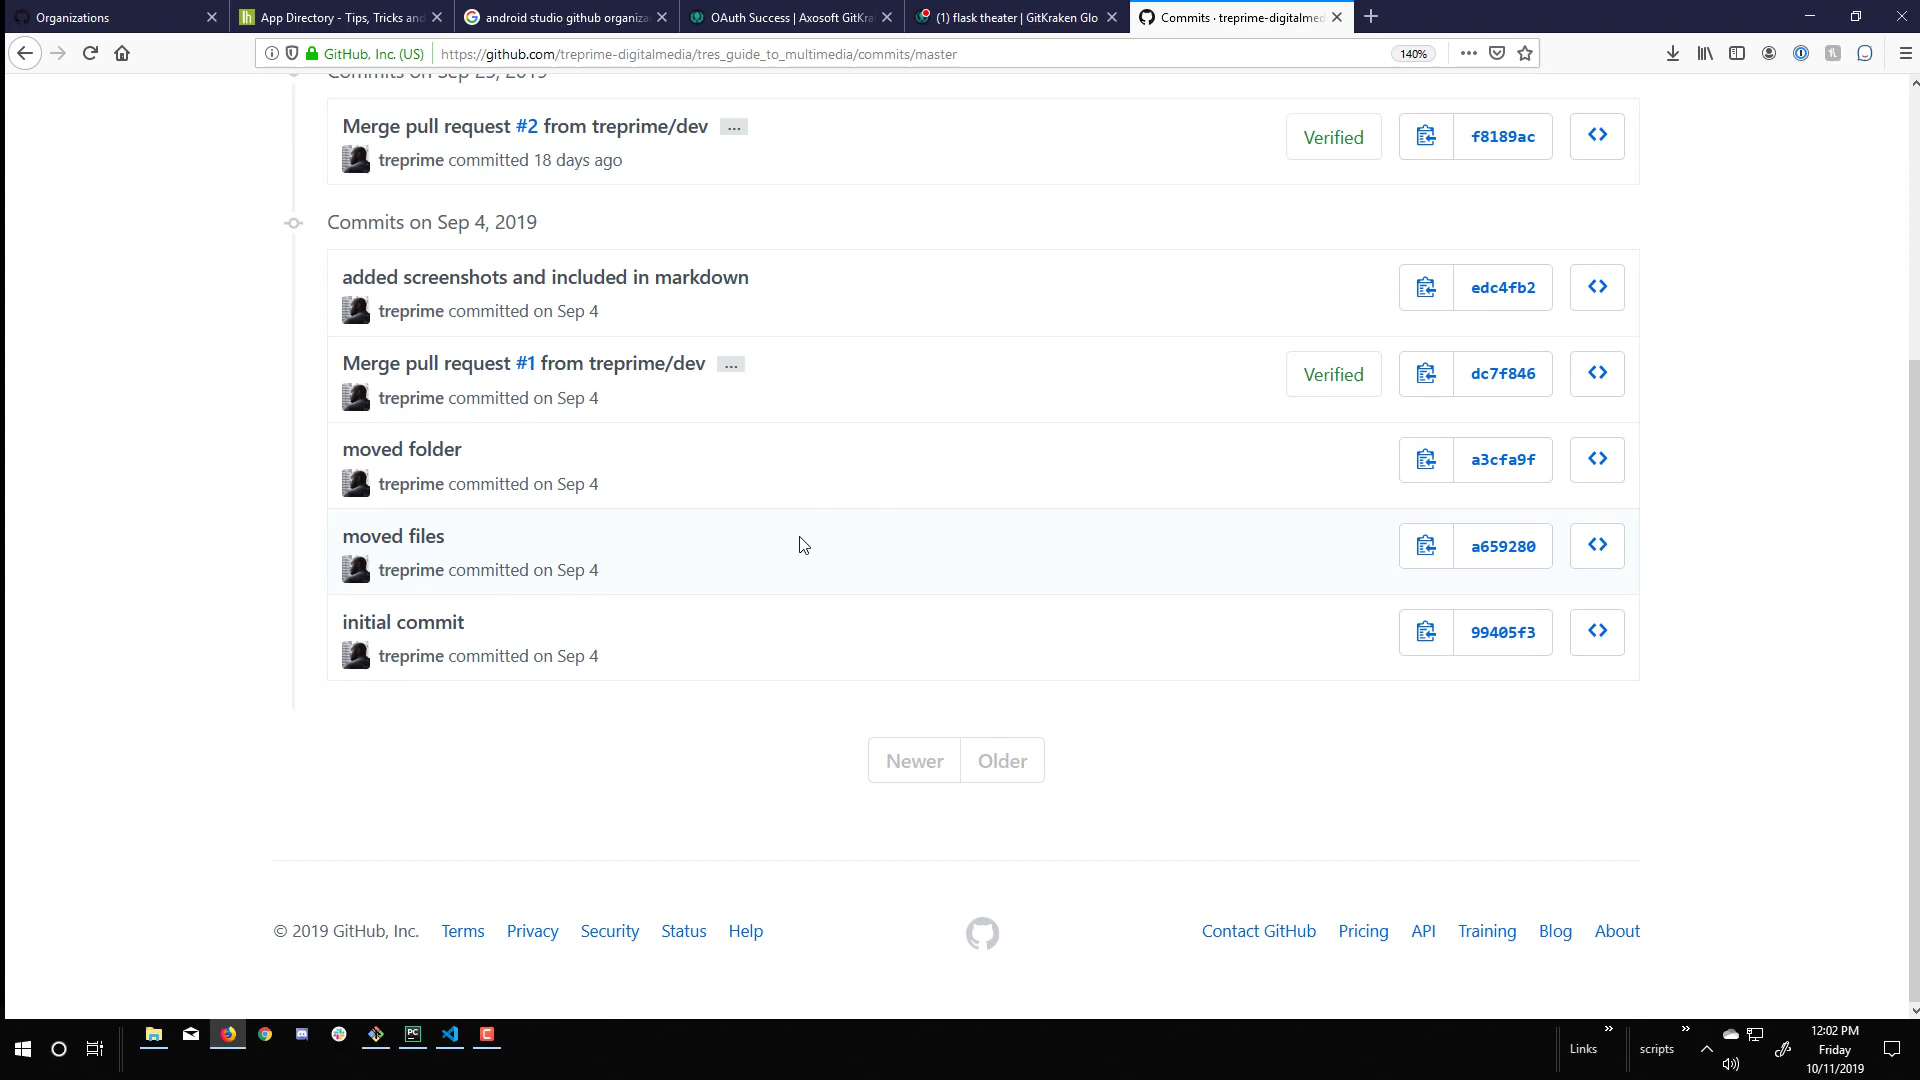 Organizations
App Directory - Tips, Tricks and
android studio github organiza
OAuth Success | Axosoft GitKra
(1) flask theater | GitKraken Glo
Commits · treprime-digitalmed
GitHub, Inc. (US)
https://github.com/treprime-digitalmedia/tres_guide_to_multimedia/commits/master
140%
Commits on Sep 23, 2019
Merge pull request #2 from treprime/dev ...
treprime committed 18 days ago
Verified
f8189ac
Commits on Sep 4, 2019
added screenshots and included in markdown
treprime committed on Sep 4
edc4fb2
Merge pull request #1 from treprime/dev ...
treprime committed on Sep 4
Verified
dc7f846
moved folder
treprime committed on Sep 4
a3cfa9f
moved files
treprime committed on Sep 4
a659280
initial commit
treprime committed on Sep 4
99405f3
Newer Older
© 2019 GitHub, Inc. Terms Privacy Security Status Help
Contact GitHub Pricing API Training Blog About
PC
Links
scripts
12:02 PM
Friday
10/11/2019